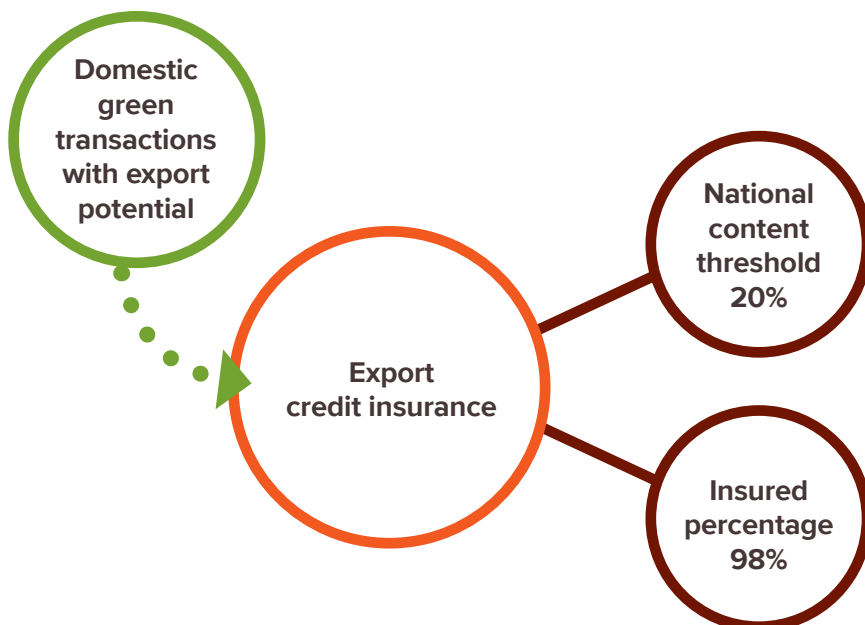 Domestic
green
transactions
with export
potential
National
content
threshold
20%
Export
credit insurance
Insured
percentage
98%